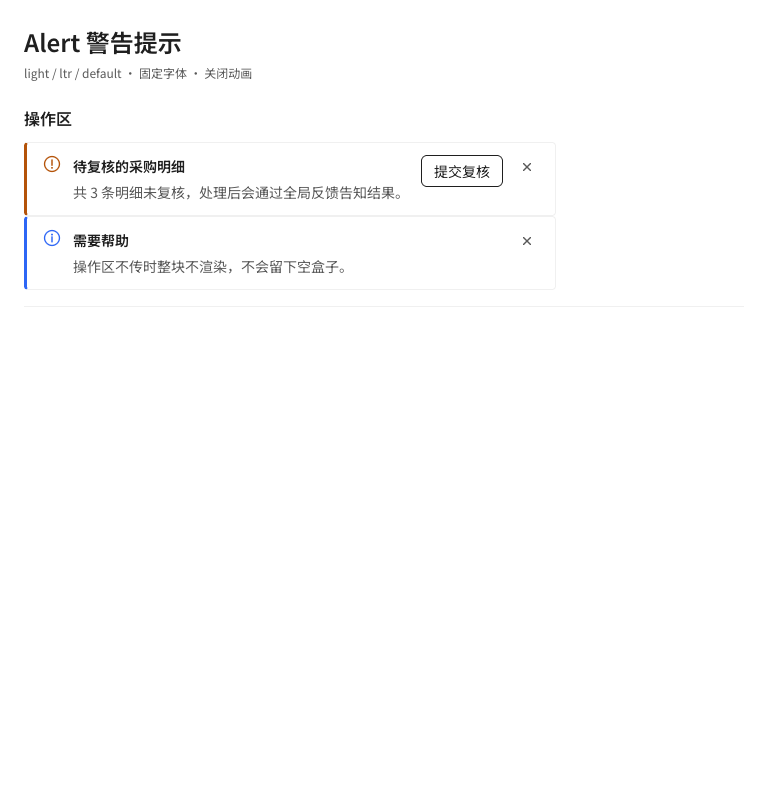 Alert 警告提示
light / ltr / default · 固定字体 · 关闭动画
操作区
待复核的采购明细
共 3 条明细未复核，处理后会通过全局反馈告知结果。
提交复核
需要帮助
操作区不传时整块不渲染，不会留下空盒子。